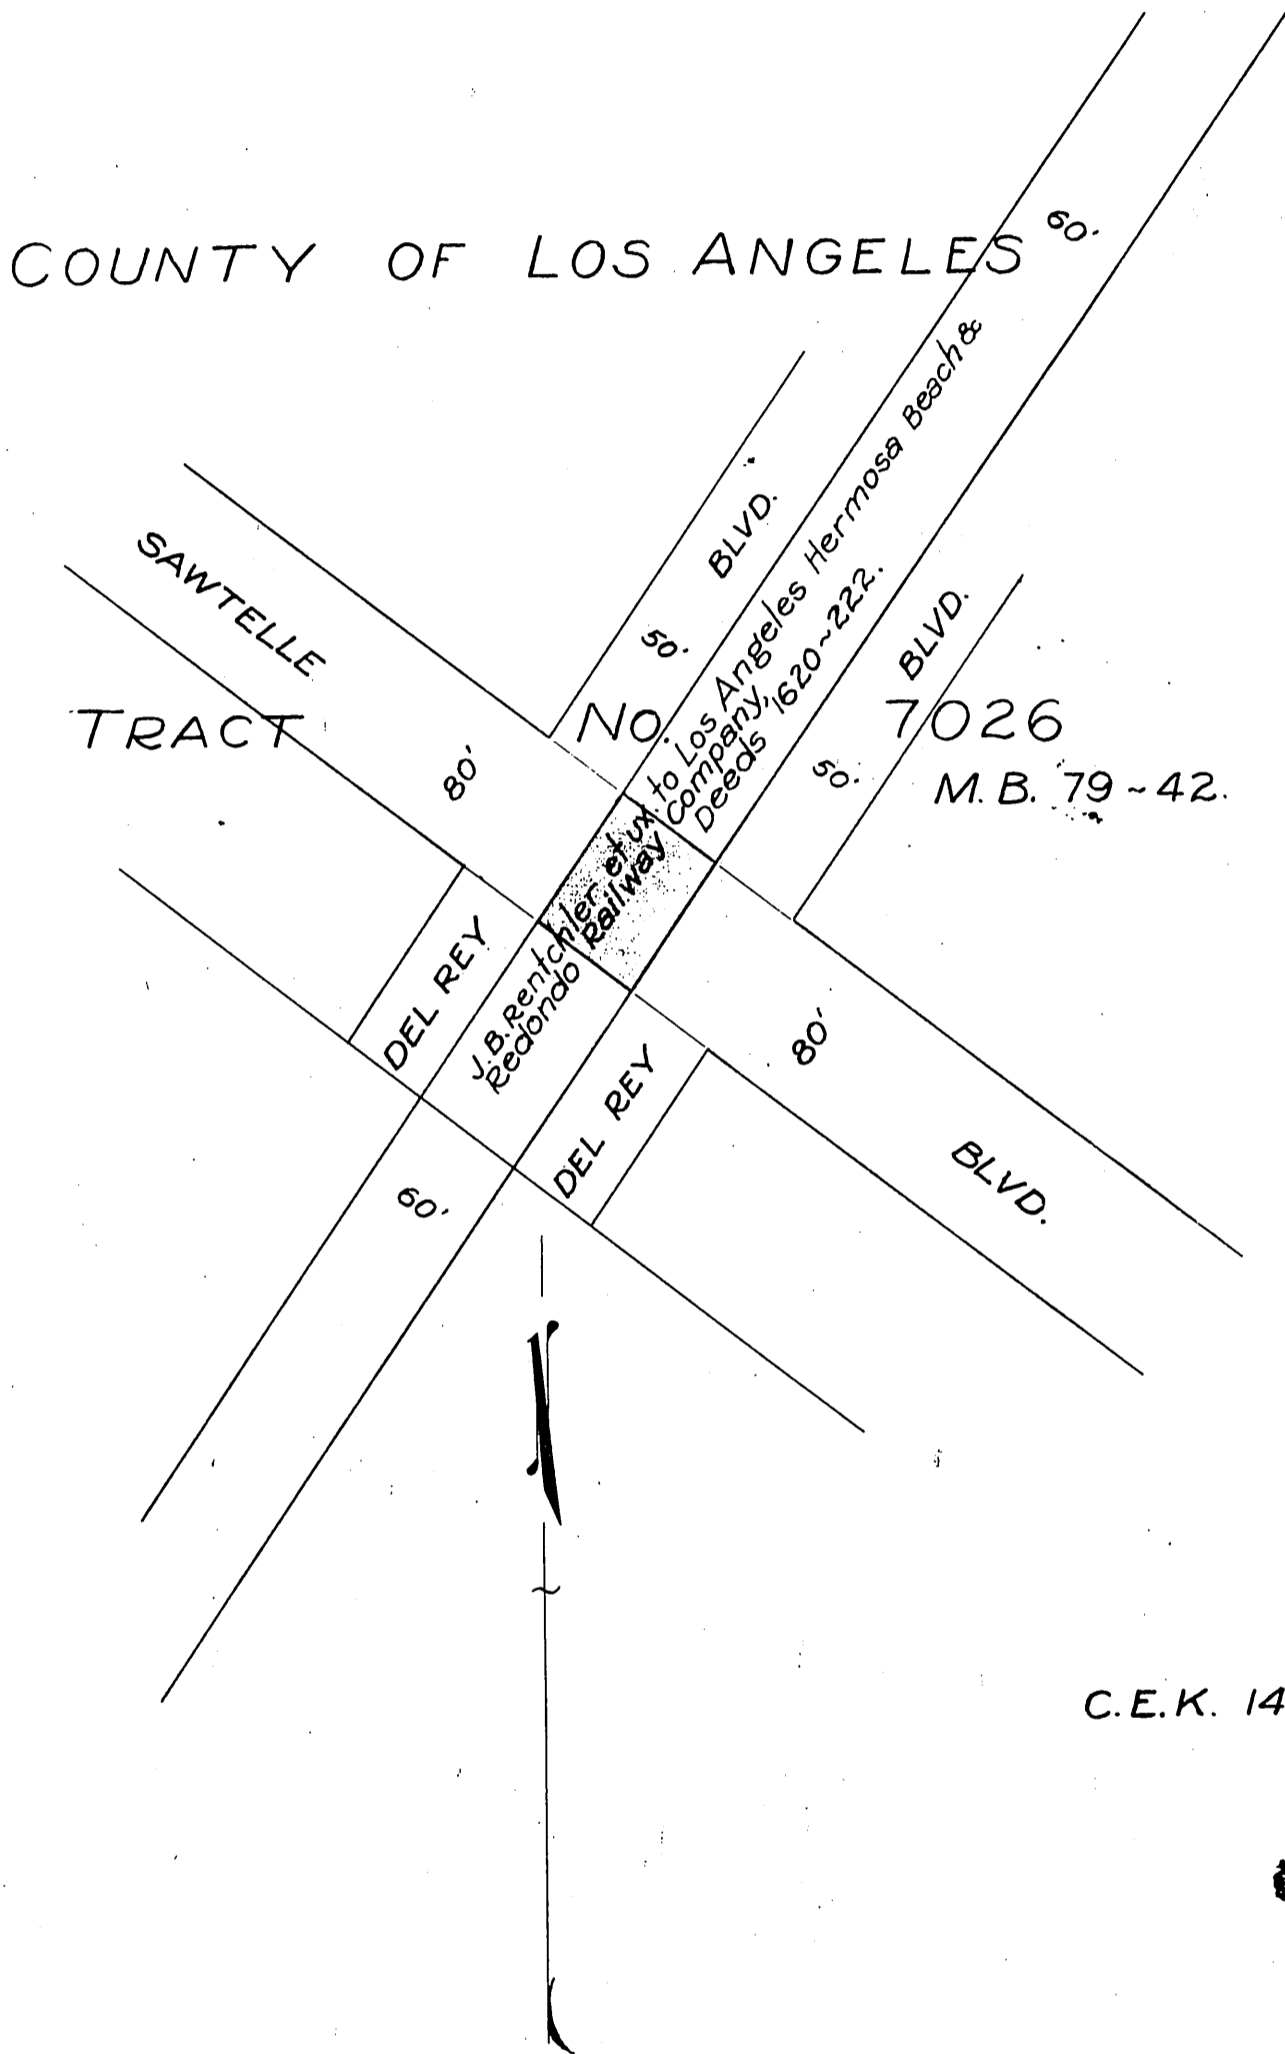 COUNTY OF LOS ANGELES
60'
SAWTELLE
BLVD.
50'
J.B. Rentchler et ux. to Los Angeles Hermosa Beach &
Redondo Railway Company,
Deeds 1620~222.
BLVD.
50'
TRACT No. 7026
M.B. 79~42.
80'
DEL REY
80'
DEL REY
BLVD.
60'
N
C.E.K. 14